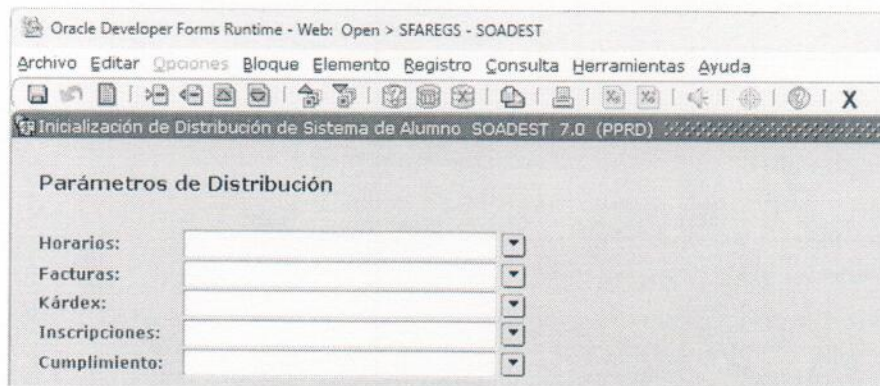 Oracle Developer Forms Runtime - Web: Open > SFAREGS - SOADEST
Archivo Editar Opciones Bloque Elemento Registro Consulta Herramientas Ayuda
X
Inicialización de Distribución de Sistema de Alumno SOADEST 7.0 (PPRD)
Parámetros de Distribución
Horarios:
Facturas:
Kárdex:
Inscripciones:
Cumplimiento: